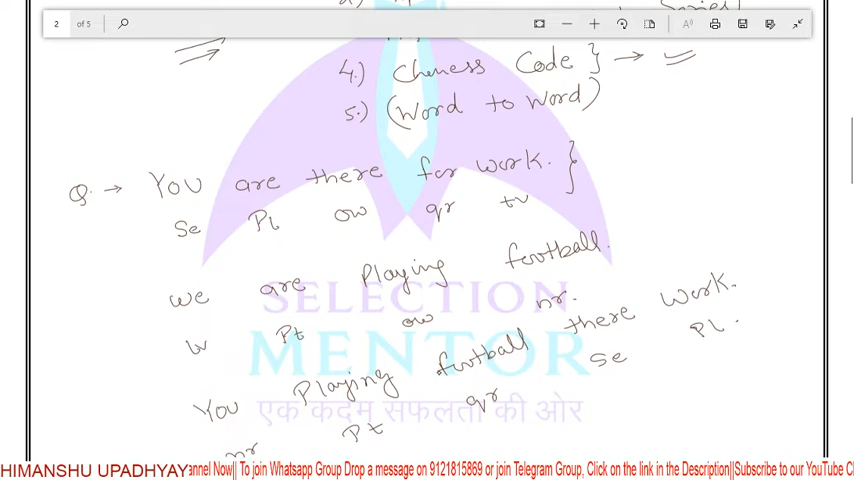 2 of 5
4.) Chiness Code } →
5.) (Word to Word)
Q. → You are there for work. }
Se Pl ow qr tv
we are Playing football.
lv Pt ow nr.
You Playing football there work.
nr Pt qr se Pl.
SELECTION
MENTOR
एक कदम सफलता की ओर
HIMANSHU UPADHYAY
annel Now|| To join Whatsapp Group Drop a message on 9121815869 or join Telegram Group, Click on the link in the Description||Subscribe to our YouTube C